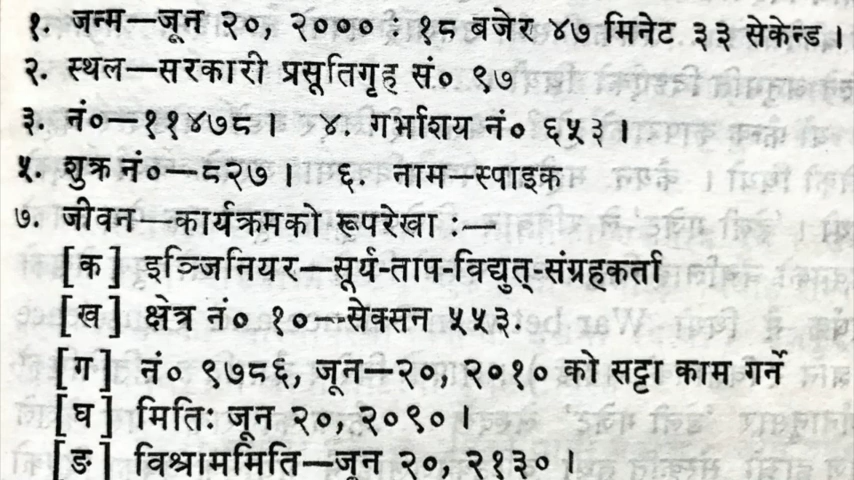 १. जन्म—जून २०, २००० : १८ बजेर ४७ मिनेट ३३ सेकेन्ड ।
२. स्थल—सरकारी प्रसूतिगृह सं० ९७
३. नं०—११४७८ । ४. गर्भाशय नं० ६५३ ।
५. शुक्र नं०—८२७ । ६. नाम—स्पाइक
७. जीवन—कार्यक्रमको रूपरेखा :—
[क] इञ्जिनियर—सूर्य-ताप-विद्युत्-संग्रहकर्ता
[ख] क्षेत्र नं० १०—सेक्सन ५५३.
[ग] नं० ९७८६, जून—२०, २०१० को सट्टा काम गर्ने
[घ] मितिः जून २०, २०९० ।
[ङ] विश्राममिति—जून २०, २१३० ।